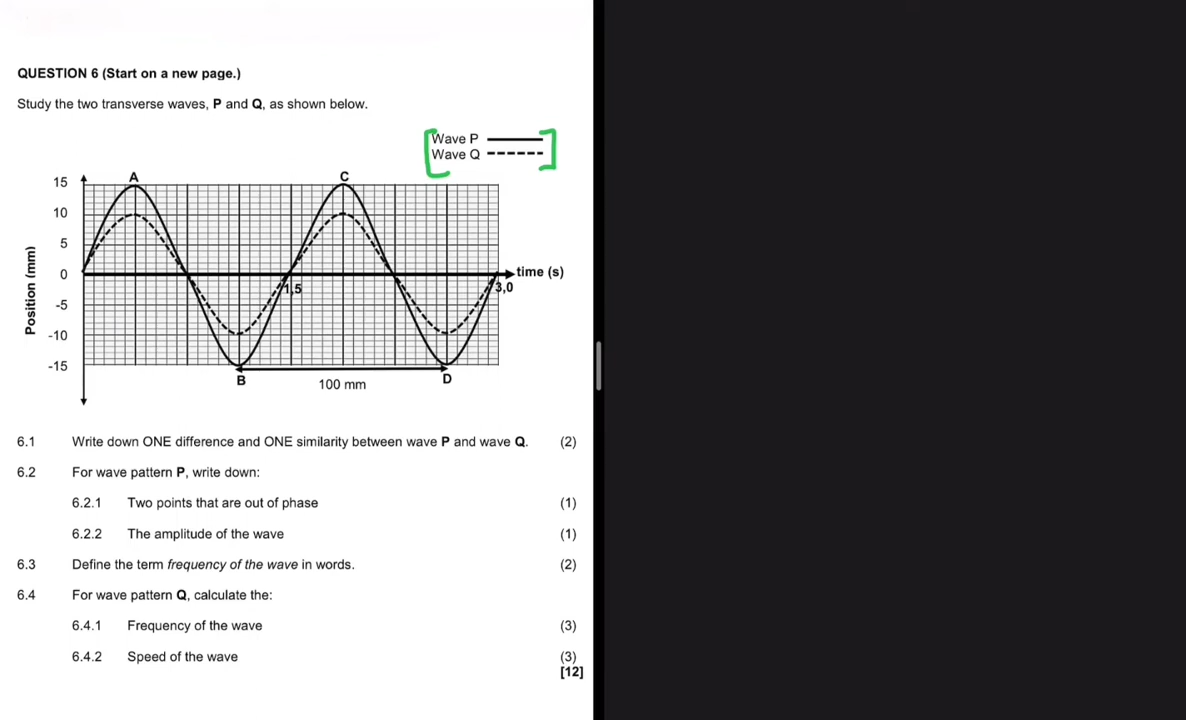 QUESTION 6 (Start on a new page.)
Study the two transverse waves, P and Q, as shown below.
Wave P
Wave Q
A
C
15
10
5
0
-5
-10
-15
Position (mm)
time (s)
1,5
3,0
B
D
100 mm
6.1 Write down ONE difference and ONE similarity between wave P and wave Q. (2)
6.2 For wave pattern P, write down:
6.2.1 Two points that are out of phase (1)
6.2.2 The amplitude of the wave (1)
6.3 Define the term frequency of the wave in words. (2)
6.4 For wave pattern Q, calculate the:
6.4.1 Frequency of the wave (3)
6.4.2 Speed of the wave (3)
[12]